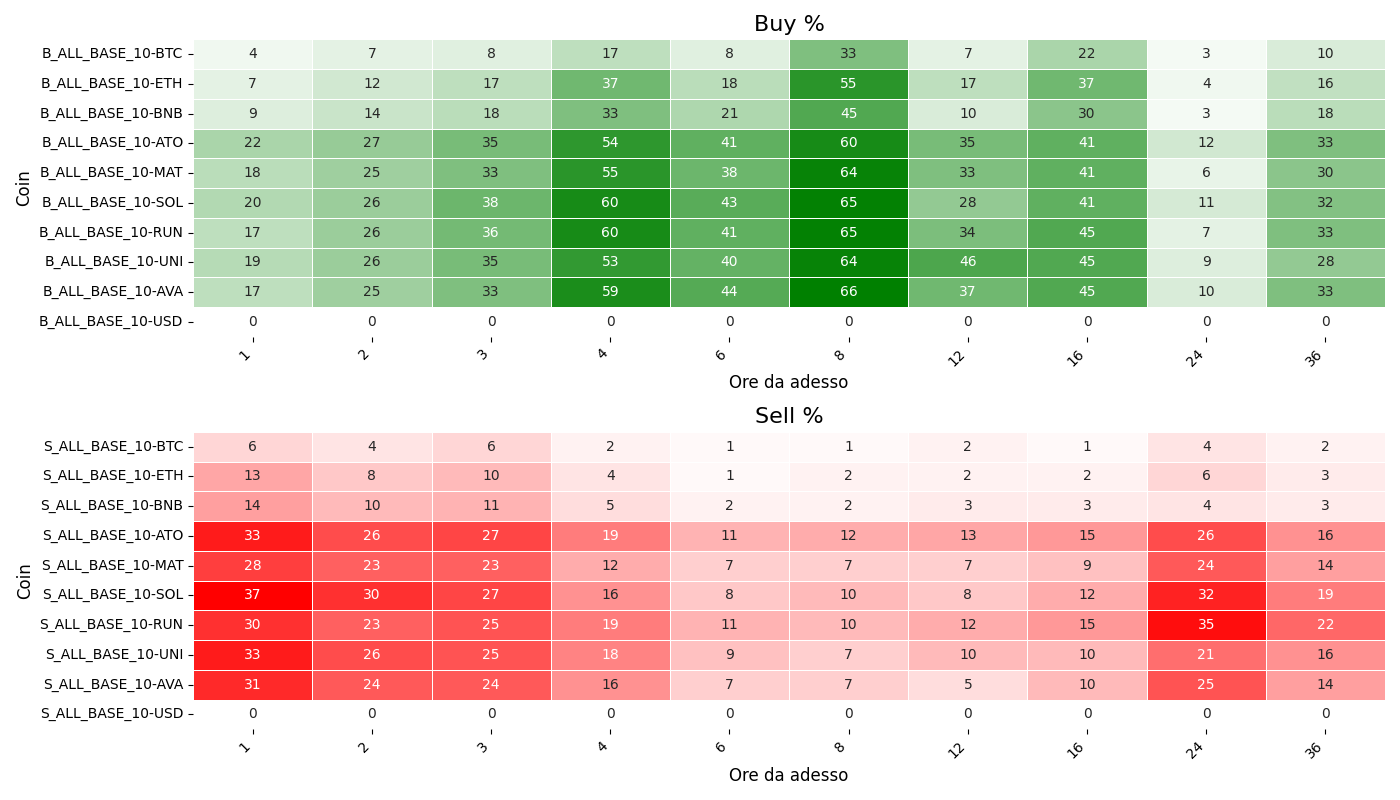 Buy %
Coin
B_ALL_BASE_10-BTC 4 7 8 17 8 33 7 22 3 10
B_ALL_BASE_10-ETH 7 12 17 37 18 55 17 37 4 16
B_ALL_BASE_10-BNB 9 14 18 33 21 45 10 30 3 18
B_ALL_BASE_10-ATO 22 27 35 54 41 60 35 41 12 33
B_ALL_BASE_10-MAT 18 25 33 55 38 64 33 41 6 30
B_ALL_BASE_10-SOL 20 26 38 60 43 65 28 41 11 32
B_ALL_BASE_10-RUN 17 26 36 60 41 65 34 45 7 33
B_ALL_BASE_10-UNI 19 26 35 53 40 64 46 45 9 28
B_ALL_BASE_10-AVA 17 25 33 59 44 66 37 45 10 33
B_ALL_BASE_10-USD 0 0 0 0 0 0 0 0 0 0
1 2 3 4 6 8 12 16 24 36
Ore da adesso
Sell %
Coin
S_ALL_BASE_10-BTC 6 4 6 2 1 1 2 1 4 2
S_ALL_BASE_10-ETH 13 8 10 4 1 2 2 2 6 3
S_ALL_BASE_10-BNB 14 10 11 5 2 2 3 3 4 3
S_ALL_BASE_10-ATO 33 26 27 19 11 12 13 15 26 16
S_ALL_BASE_10-MAT 28 23 23 12 7 7 7 9 24 14
S_ALL_BASE_10-SOL 37 30 27 16 8 10 8 12 32 19
S_ALL_BASE_10-RUN 30 23 25 19 11 10 12 15 35 22
S_ALL_BASE_10-UNI 33 26 25 18 9 7 10 10 21 16
S_ALL_BASE_10-AVA 31 24 24 16 7 7 5 10 25 14
S_ALL_BASE_10-USD 0 0 0 0 0 0 0 0 0 0
1 2 3 4 6 8 12 16 24 36
Ore da adesso